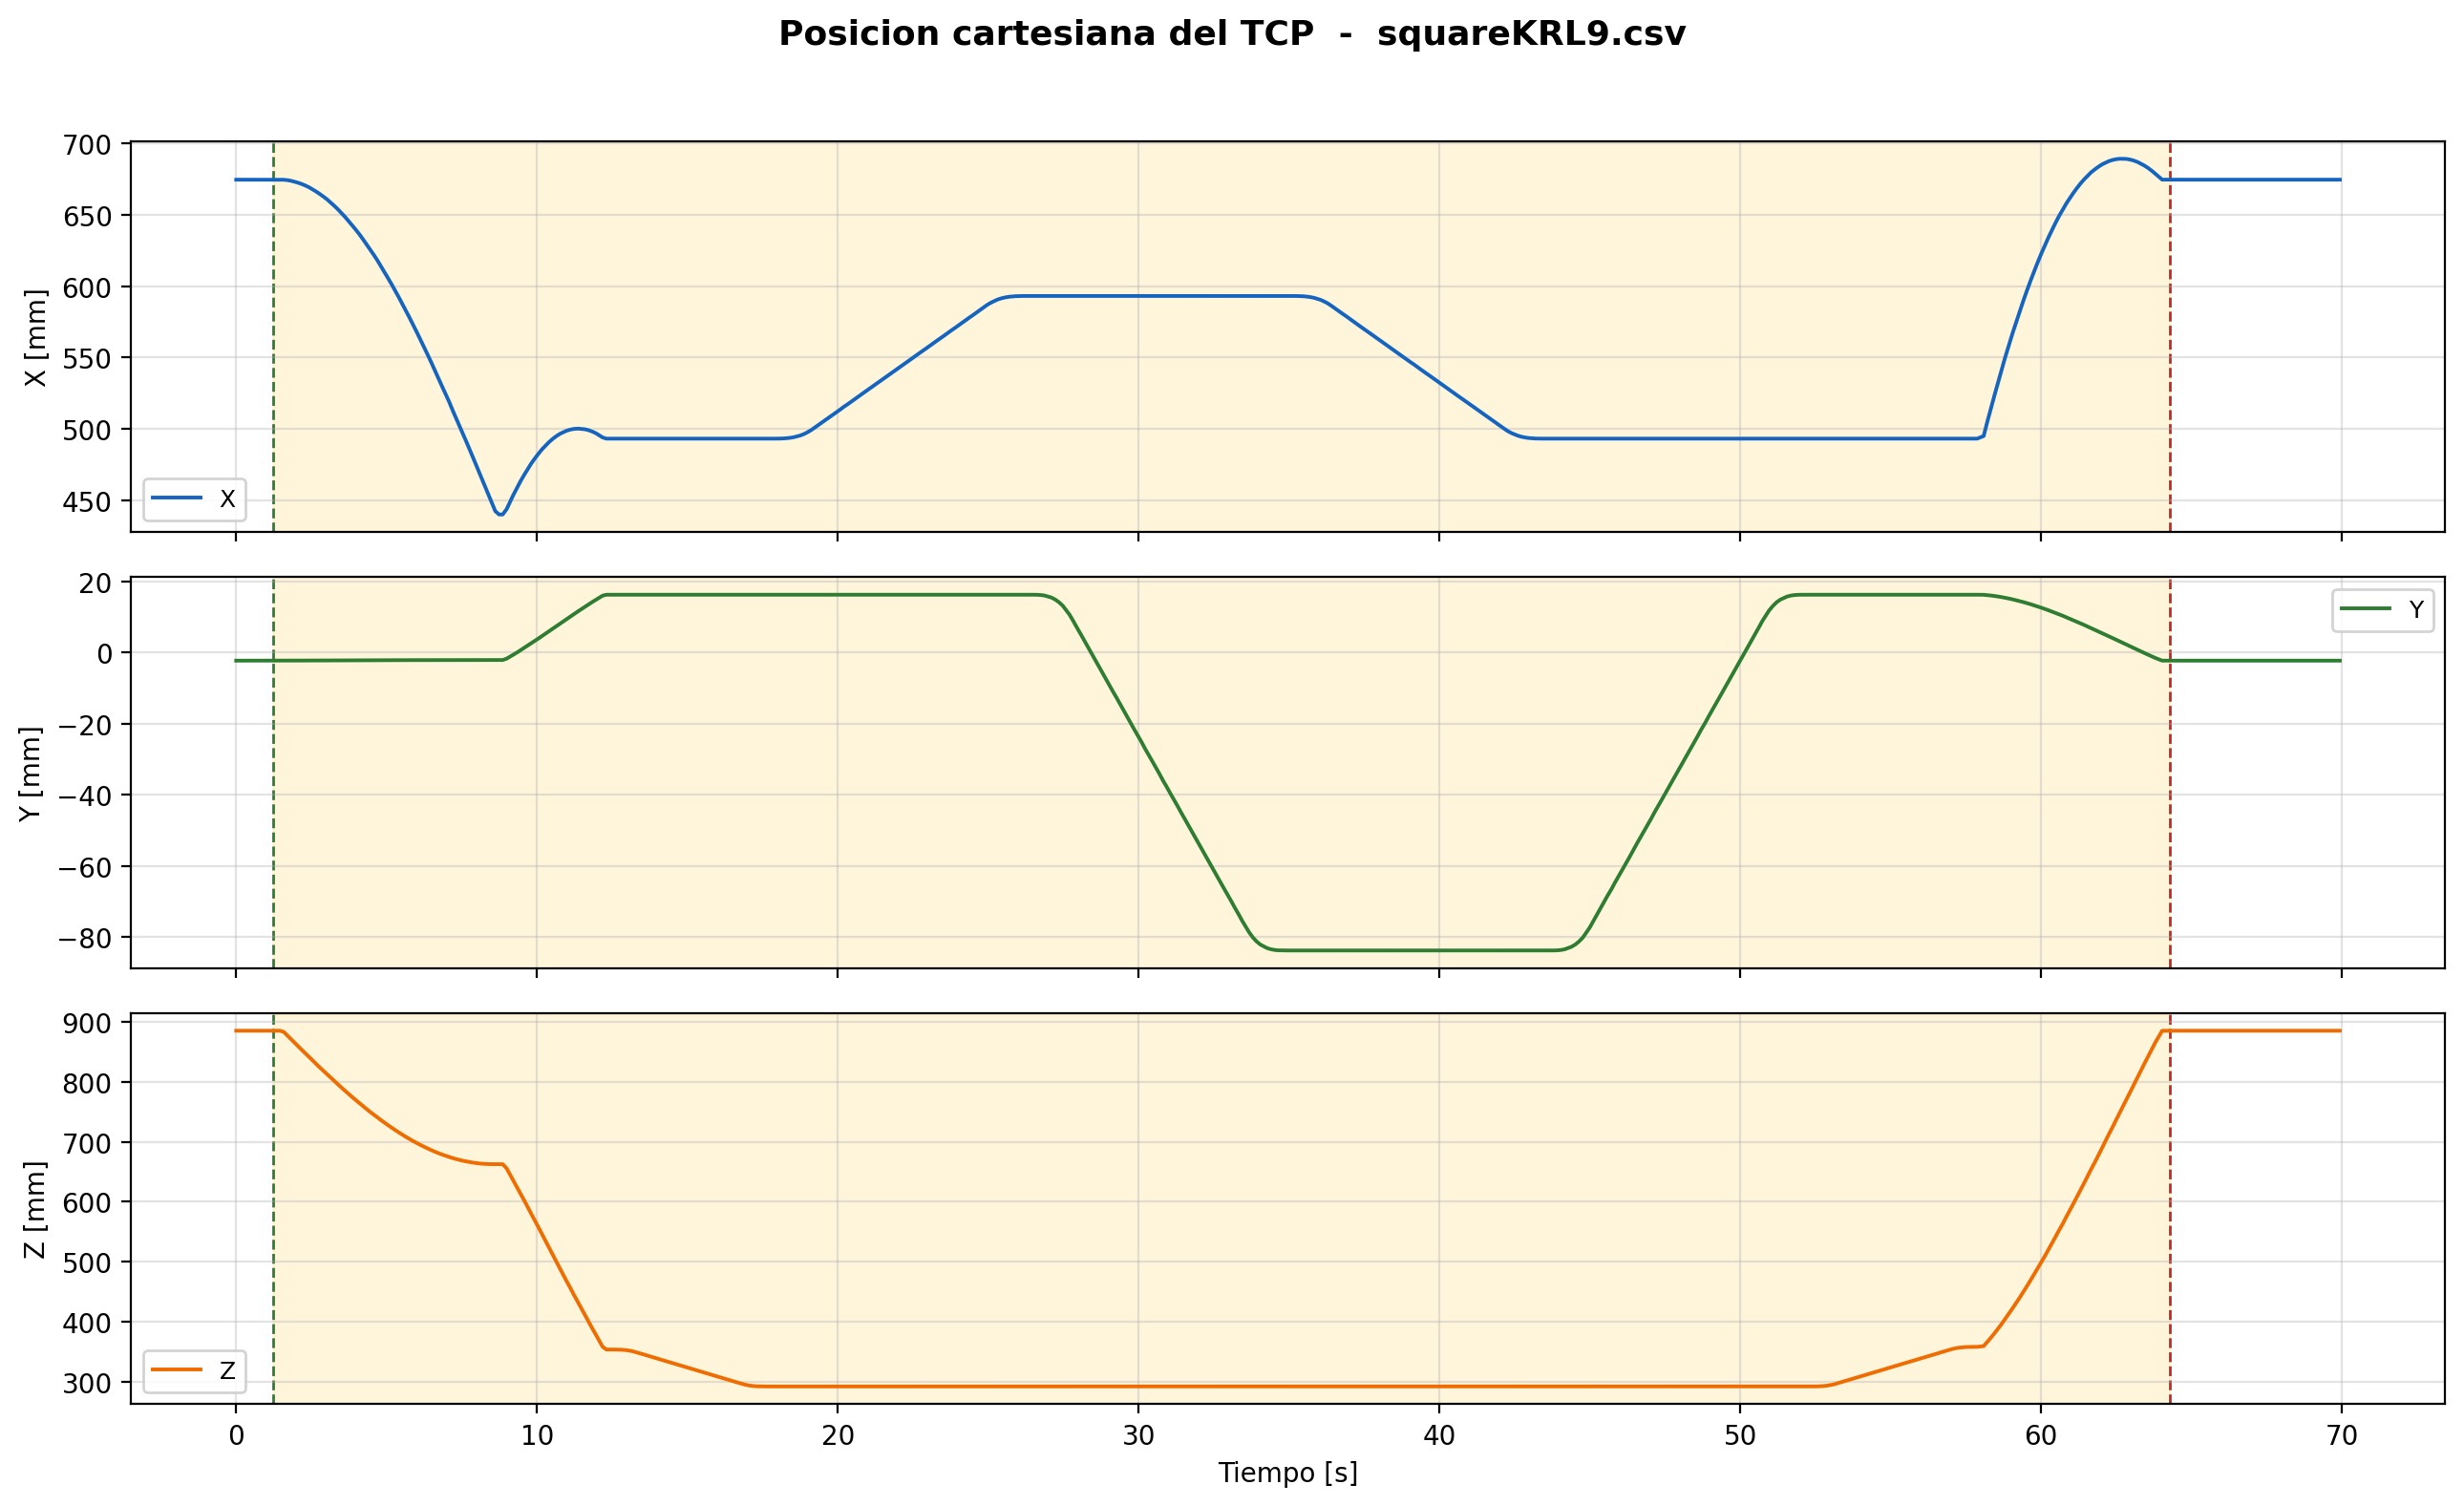 Posicion cartesiana del TCP  -  squareKRL9.csv
700
650
600
550
500
450
X [mm]
X
20
0
−20
−40
−60
−80
Y [mm]
Y
900
800
700
600
500
400
300
Z [mm]
Z
0 10 20 30 40 50 60 70
Tiempo [s]